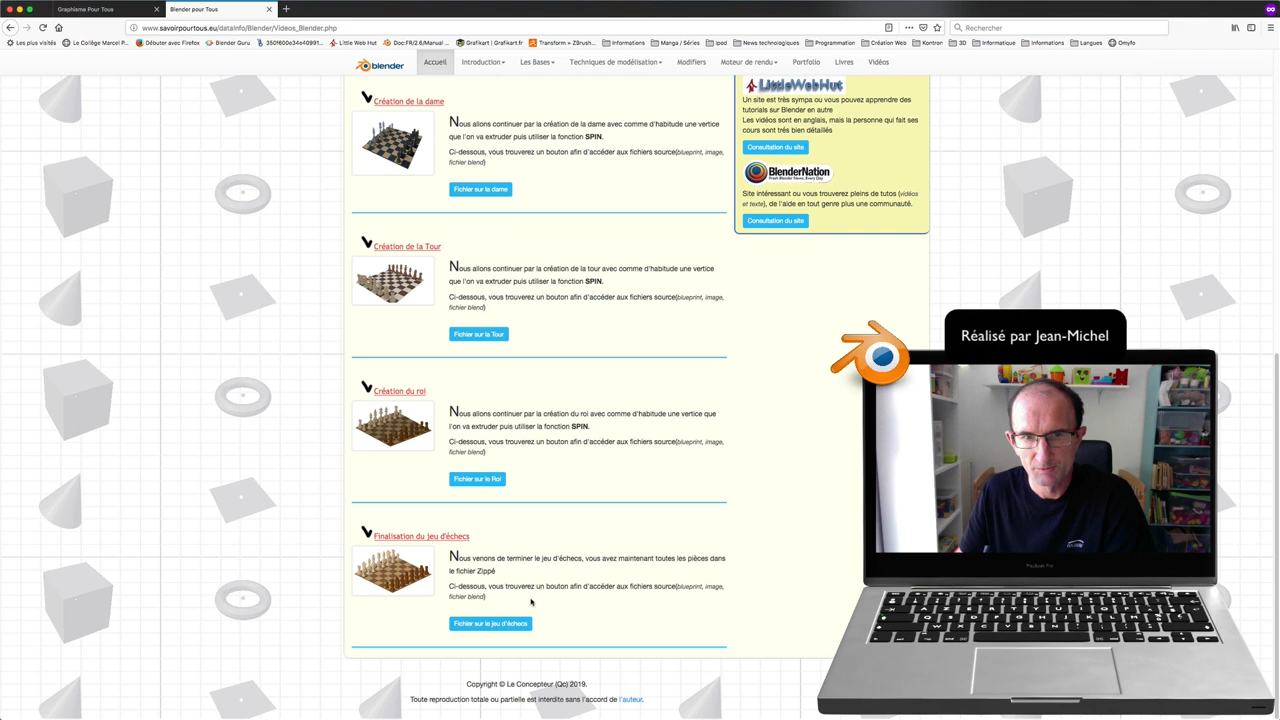 Graphisme Pour Tous
Blender pour Tous
www.savoirpourtous.eu/dataInfo/Blender/Videos_Blender.php
Rechercher
Les plus visités
Le Collège Marcel P...
Débuter avec Firefox
Blender Guru
350f600e34e40991...
Little Web Hut
Doc:FR/2.6/Manual ...
Grafikart | Grafikart.fr
Transform » ZBrush...
Informations
Manga / Séries
Ipod
News technologiques
Programmation
Création Web
Kontron
3D
Informatique
Informations
Langues
Omyfo
blender
Accueil
Introduction
Les Bases
Techniques de modélisation
Modifiers
Moteur de rendu
Portfolio
Livres
Vidéos
Création de la dame
Nous allons continuer par la création de la dame avec comme d'habitude une vertice
que l'on va extruder puis utiliser la fonction SPIN.
Ci-dessous, vous trouverez un bouton afin d'accéder aux fichiers source(blueprint, image,
fichier blend)
Fichier sur la dame
Création de la Tour
Nous allons continuer par la création de la tour avec comme d'habitude une vertice
que l'on va extruder puis utiliser la fonction SPIN.
Ci-dessous, vous trouverez un bouton afin d'accéder aux fichiers source(blueprint, image,
fichier blend)
Fichier sur la Tour
Création du roi
Nous allons continuer par la création du roi avec comme d'habitude une vertice que
l'on va extruder puis utiliser la fonction SPIN.
Ci-dessous, vous trouverez un bouton afin d'accéder aux fichiers source(blueprint, image,
fichier blend)
Fichier sur le Roi
Finalisation du jeu d'échecs
Nous venons de terminer le jeu d'échecs, vous avez maintenant toutes les pièces dans
le fichier Zippé
Ci-dessous, vous trouverez un bouton afin d'accéder aux fichiers source(blueprint, image,
fichier blend)
Fichier sur le jeu d'échecs
LittleWebHut
Un site est très sympa ou vous pouvez apprendre des
tutorials sur Blender en autre
Les vidéos sont en anglais, mais la personne qui fait ses
cours sont très bien détaillés
Consultation du site
BlenderNation
Fresh Blender News, Every Day
Site intéressant ou vous trouverez pleins de tutos (vidéos
et texte), de l'aide en tout genre plus une communauté.
Consultation du site
Réalisé par Jean-Michel
MacBook Pro
Copyright © Le Concepteur (Qc) 2019.
Toute reproduction totale ou partielle est interdite sans l'accord de l'auteur.